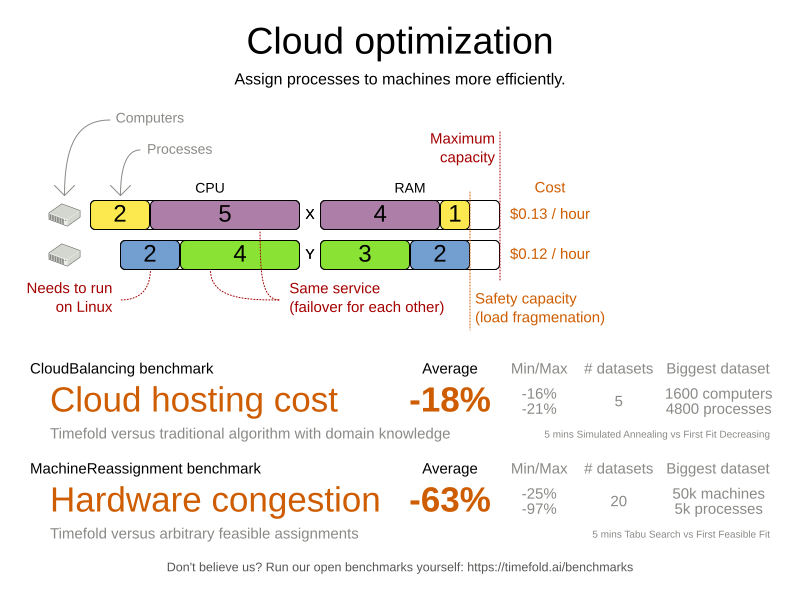 Cloud optimization
Assign processes to machines more efficiently.
Computers
Processes
Maximum
capacity
CPU
RAM
Cost
2
5
X
4
1
$0.13 / hour
2
4
Y
3
2
$0.12 / hour
Needs to run
on Linux
Same service
(failover for each other)
Safety capacity
(load fragmenation)
CloudBalancing benchmark
Average
Min/Max
# datasets
Biggest dataset
Cloud hosting cost
-18%
-16%
-21%
5
1600 computers
4800 processes
Timefold versus traditional algorithm with domain knowledge
5 mins Simulated Annealing vs First Fit Decreasing
MachineReassignment benchmark
Average
Min/Max
# datasets
Biggest dataset
Hardware congestion
-63%
-25%
-97%
20
50k machines
5k processes
Timefold versus arbitrary feasible assignments
5 mins Tabu Search vs First Feasible Fit
Don't believe us? Run our open benchmarks yourself: https://timefold.ai/benchmarks